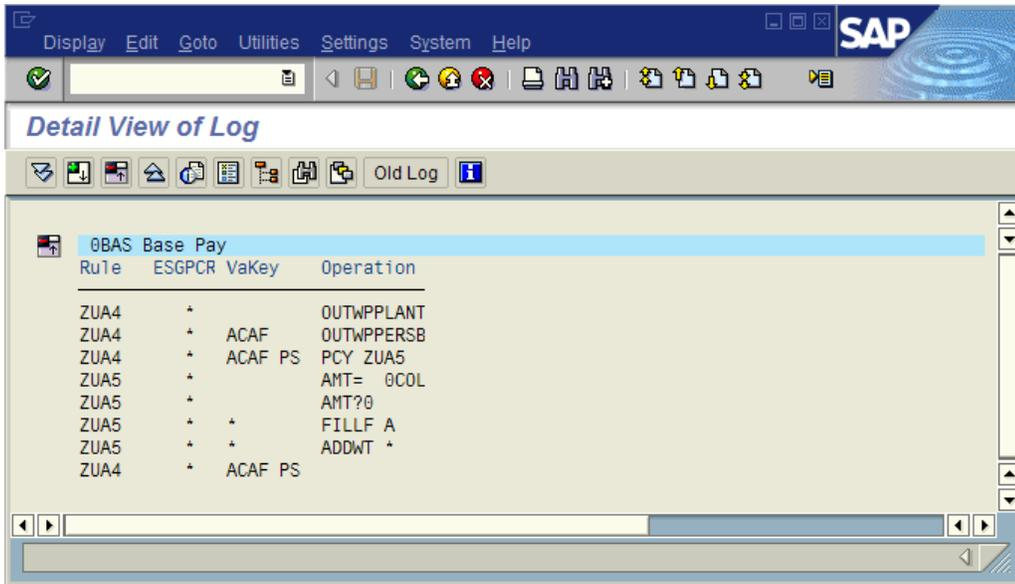 Display Edit Goto Utilities Settings System Help
SAP
Detail View of Log
Old Log
0BAS Base Pay
Rule ESGPCR VaKey Operation
ZUA4 * OUTWPPLANT
ZUA4 * ACAF OUTWPPERSB
ZUA4 * ACAF PS PCY ZUA5
ZUA5 * AMT= 0COL
ZUA5 * AMT?0
ZUA5 * * FILLF A
ZUA5 * * ADDWT *
ZUA4 * ACAF PS